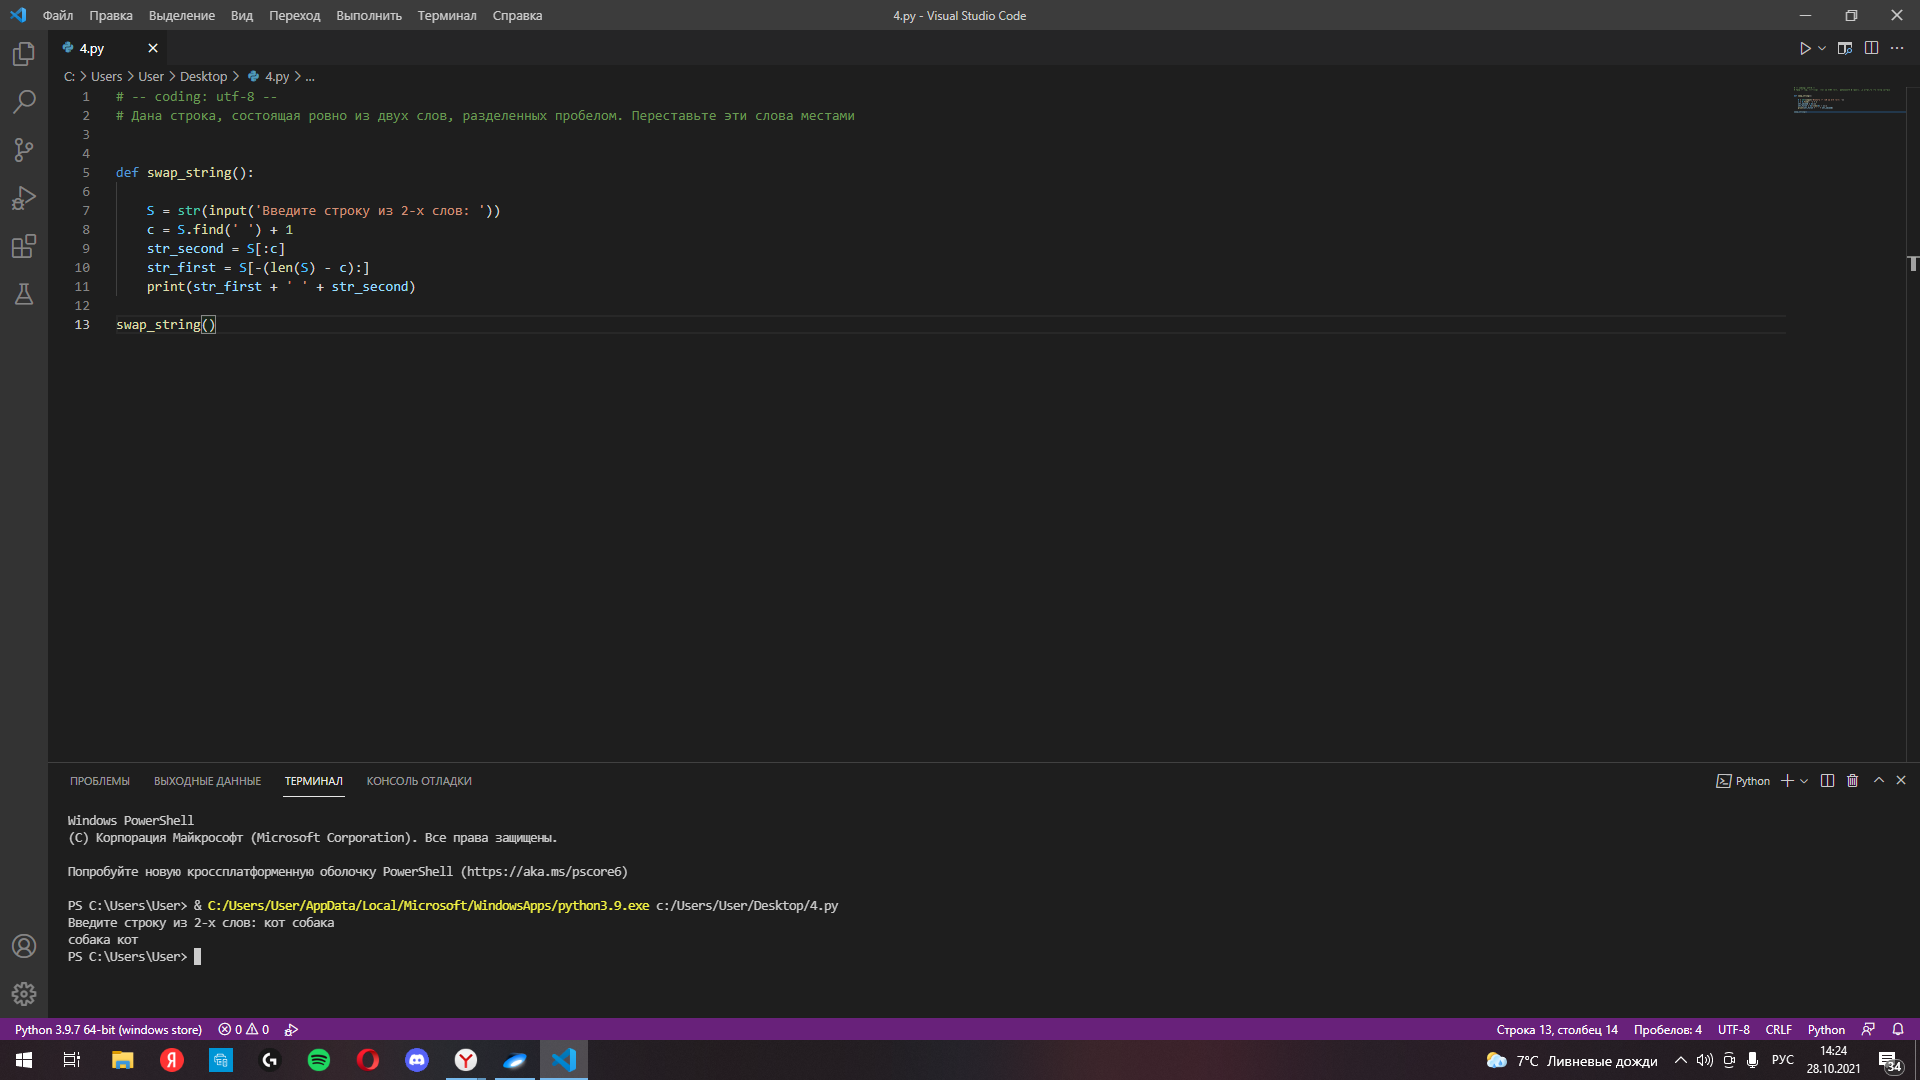 Файл Правка Выделение Вид Переход Выполнить Терминал Справка 4.py - Visual Studio Code
4.py
C: > Users > User > Desktop > 4.py > ...
1 # -- coding: utf-8 --
2 # Дана строка, состоящая ровно из двух слов, разделенных пробелом. Переставьте эти слова местами
3
4
5 def swap_string():
6
7 S = str(input('Введите строку из 2-х слов: '))
8 c = S.find(' ') + 1
9 str_second = S[:c]
10 str_first = S[-(len(S) - c):]
11 print(str_first + ' ' + str_second)
12
13 swap_string()
ПРОБЛЕМЫ ВЫХОДНЫЕ ДАННЫЕ ТЕРМИНАЛ КОНСОЛЬ ОТЛАДКИ Python
Windows PowerShell
(C) Корпорация Майкрософт (Microsoft Corporation). Все права защищены.
Попробуйте новую кроссплатформенную оболочку PowerShell (https://aka.ms/pscore6)
PS C:\Users\User> & C:/Users/User/AppData/Local/Microsoft/WindowsApps/python3.9.exe c:/Users/User/Desktop/4.py
Введите строку из 2-х слов: кот собака
собака кот
PS C:\Users\User>
Python 3.9.7 64-bit (windows store) 0 0 Строка 13, столбец 14 Пробелов: 4 UTF-8 CRLF Python
7°C Ливневые дожди РУС 14:24
28.10.2021 34